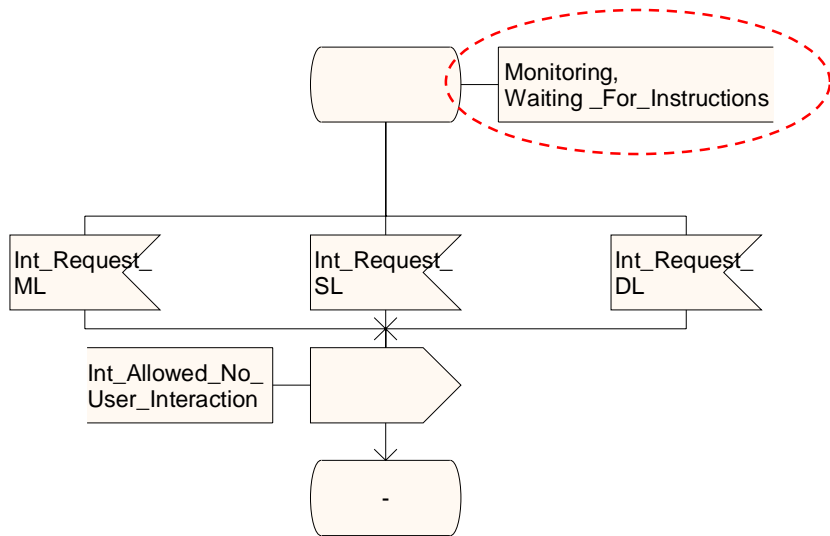 Monitoring,
Waiting _For_Instructions
Int_Request_
ML
Int_Request_
SL
Int_Request_
DL
Int_Allowed_No_
User_Interaction
-